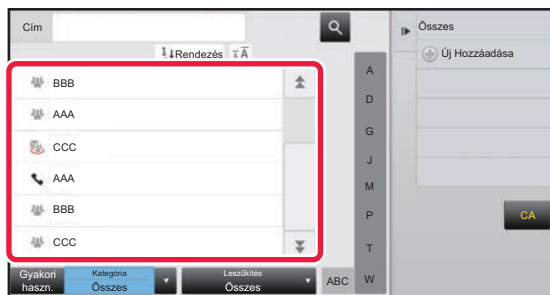 Cím
Rendezés
BBB
AAA
CCC
AAA
BBB
CCC
A
D
G
J
M
P
T
W
Gyakori
haszn.
Kategória
Összes
Leszűkítés
Összes
ABC
Összes
Új Hozzáadása
CA